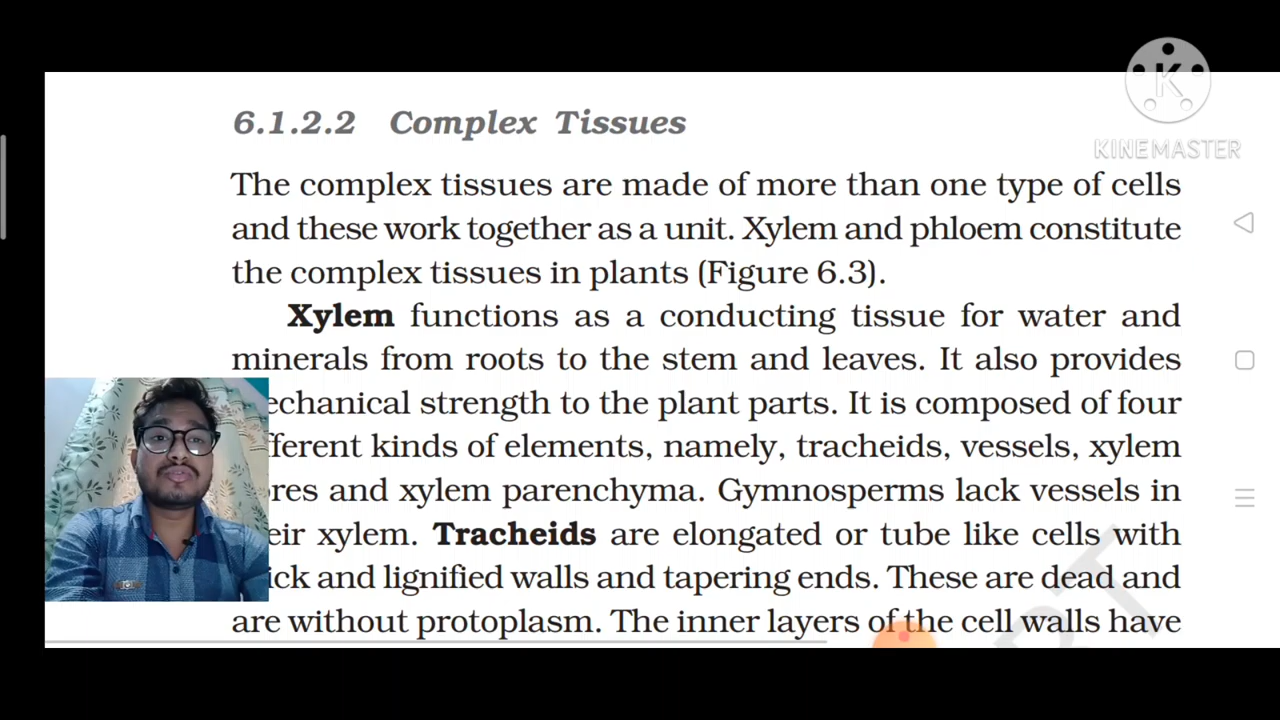 6.1.2.2 Complex Tissues
KINEMASTER
The complex tissues are made of more than one type of cells
and these work together as a unit. Xylem and phloem constitute
the complex tissues in plants (Figure 6.3).
Xylem functions as a conducting tissue for water and
minerals from roots to the stem and leaves. It also provides
echanical strength to the plant parts. It is composed of four
fferent kinds of elements, namely, tracheids, vessels, xylem
res and xylem parenchyma. Gymnosperms lack vessels in
eir xylem. Tracheids are elongated or tube like cells with
ick and lignified walls and tapering ends. These are dead and
are without protoplasm. The inner layers of the cell walls have